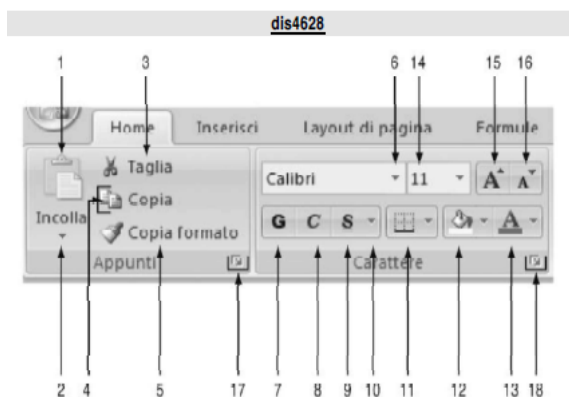 dis4628
1 3 6 14 15 16
Home Inserisci Layout di pagina Formule
Taglia
Calibri 11 A A
Copia
Incolla
G C S A
Copia formato
Appunti Carattere
2 4 5 17 7 8 9 10 11 12 13 18